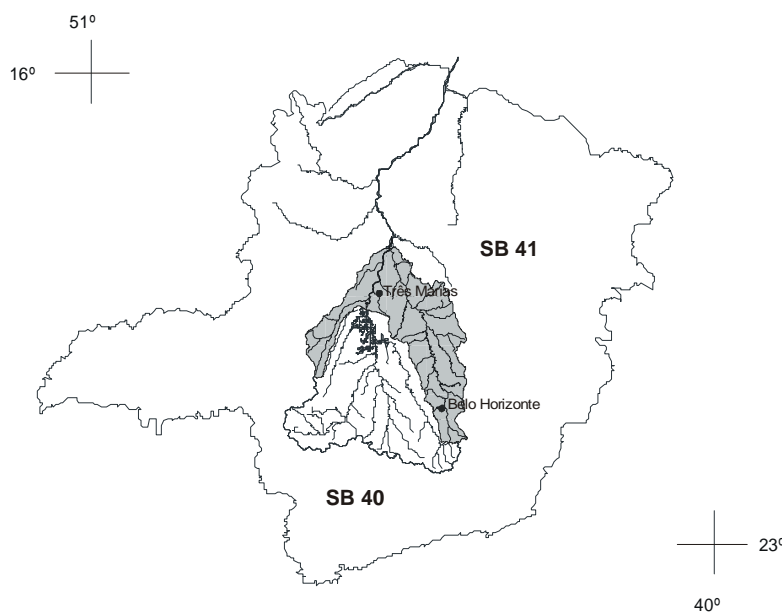 51º
16º
SB 41
Três Marias
Belo Horizonte
SB 40
23º
40º